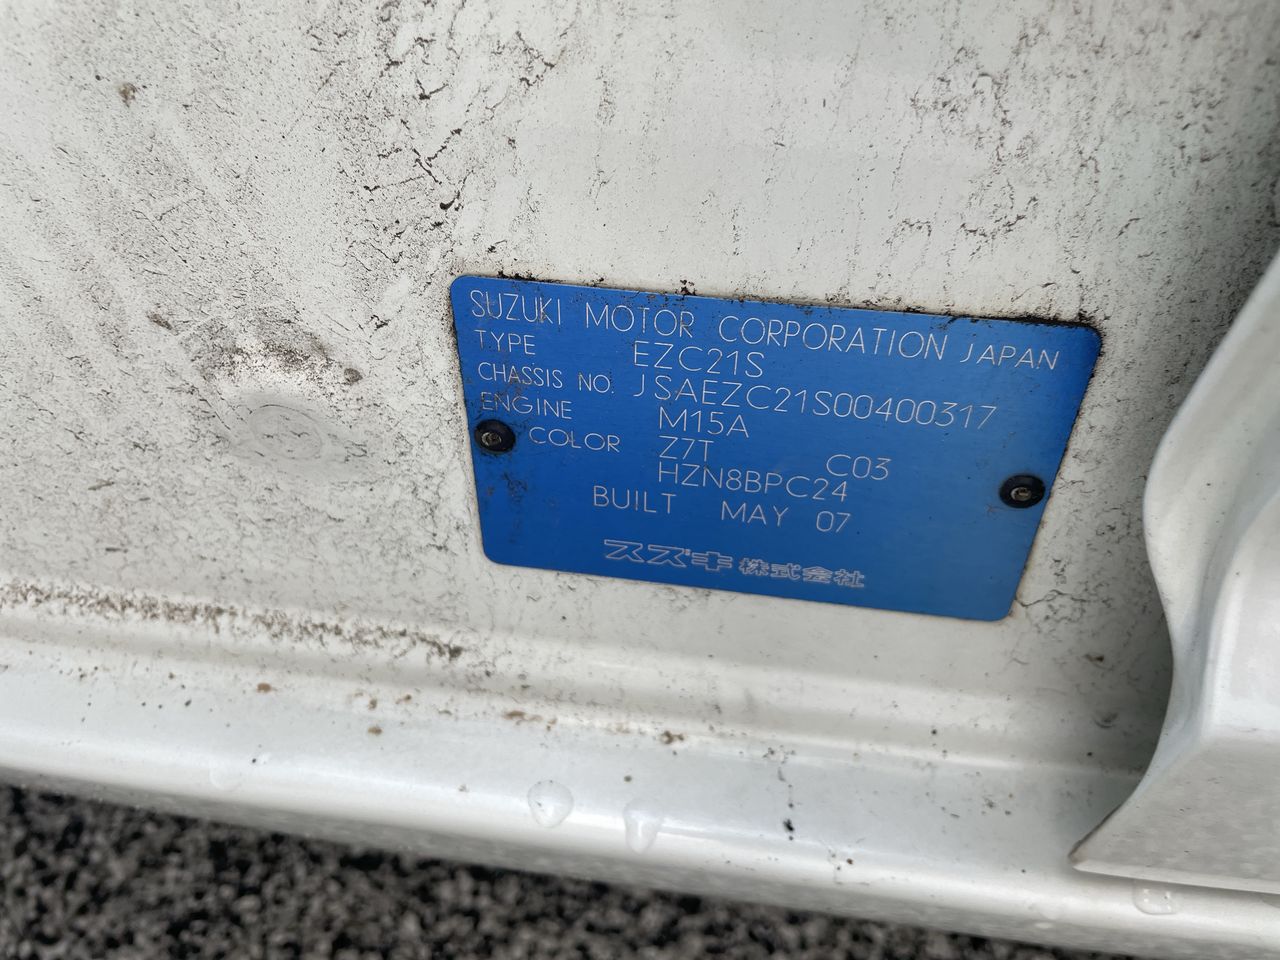 SUZUKI MOTOR CORPORATION JAPAN
TYPE EZC21S
CHASSIS NO. JSAEZC21S00400317
ENGINE M15A
COLOR Z7T C03
HZN8BPC24
BUILT MAY 07
スズキ株式会社